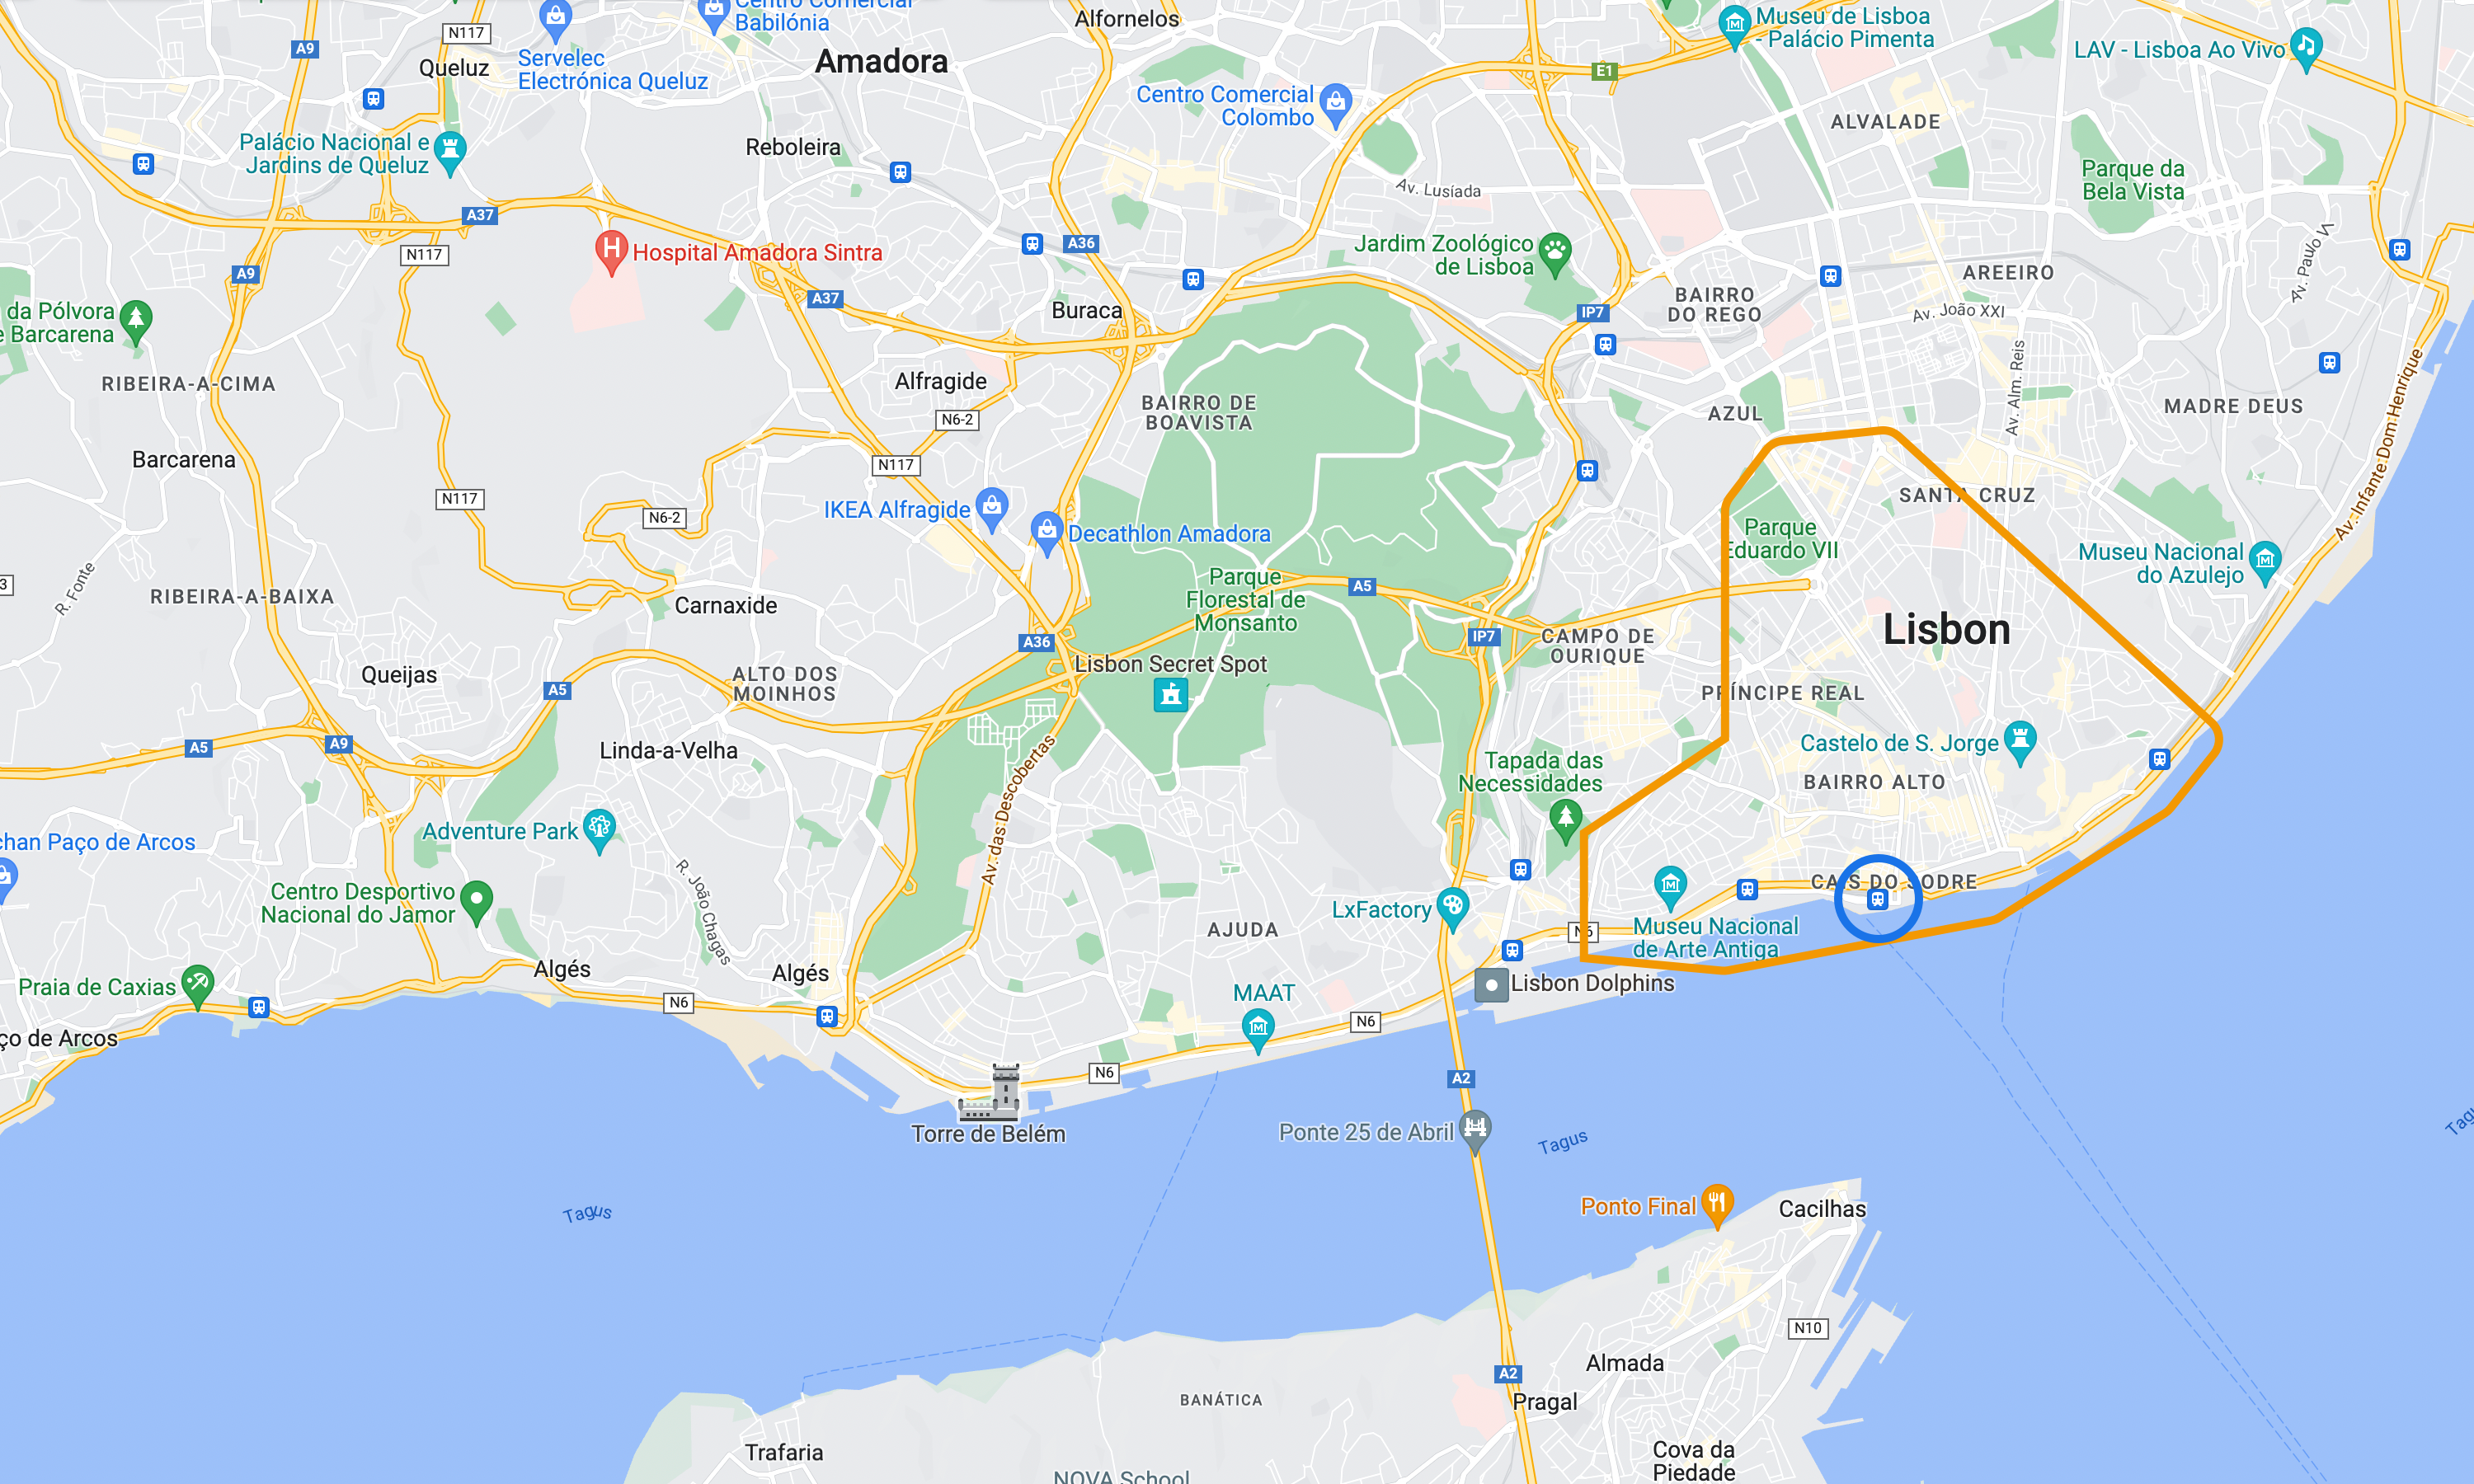 Centro Comercial
Babilónia
Alfornelos
Museu de Lisboa
- Palácio Pimenta
N117
A9
Queluz
Servelec
Electrónica Queluz
Amadora
E1
LAV - Lisboa Ao Vivo
Centro Comercial
Colombo
ALVALADE
Palácio Nacional e
Jardins de Queluz
Reboleira
Av. Lusíada
Parque da
Bela Vista
A37
N117
Hospital Amadora Sintra
A36
Jardim Zoológico
de Lisboa
Av. Paulo VI
A9
A37
AREEIRO
BAIRRO
DO REGO
da Pólvora
e Barcarena
Buraca
IP7
Av. João XXI
RIBEIRA-A-CIMA
Alfragide
Av. Alm. Reis
Av. Infante Dom Henrique
N6-2
BAIRRO DE
BOAVISTA
AZUL
MADRE DEUS
Barcarena
N117
N117
SANTA CRUZ
IKEA Alfragide
N6-2
Decathlon Amadora
Parque
Eduardo VII
Museu Nacional
do Azulejo
3
R. Fonte
RIBEIRA-A-BAIXA
Carnaxide
Parque
Florestal de
Monsanto
A5
A36
IP7
CAMPO DE
OURIQUE
Lisbon
Queijas
A5
ALTO DOS
MOINHOS
Lisbon Secret Spot
PRÍNCIPE REAL
A5
A9
Linda-a-Velha
Av. das Descobertas
Tapada das
Necessidades
Castelo de S. Jorge
BAIRRO ALTO
chan Paço de Arcos
Adventure Park
R. João Chagas
Centro Desportivo
Nacional do Jamor
LxFactory
CAIS DO SODRE
AJUDA
N6
Museu Nacional
de Arte Antiga
Praia de Caxias
Algés
Algés
N6
MAAT
Lisbon Dolphins
ço de Arcos
N6
N6
A2
Torre de Belém
Ponte 25 de Abril
Tagus
Tagus
Tagus
Ponto Final
Cacilhas
N10
Almada
A2
BANÁTICA
Pragal
Trafaria
Cova da
Piedade
NOVA School